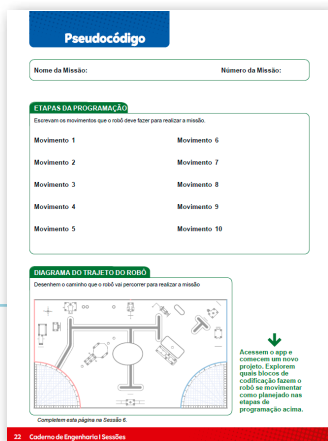 Pseudocódigo
Nome da Missão: Número da Missão:
ETAPAS DA PROGRAMAÇÃO
Escrevam os movimentos que o robô deve fazer para realizar a missão.
Movimento 1 Movimento 6
Movimento 2 Movimento 7
Movimento 3 Movimento 8
Movimento 4 Movimento 9
Movimento 5 Movimento 10
DIAGRAMA DO TRAJETO DO ROBÔ
Desenhem o caminho que o robô vai percorrer para realizar a missão
Acessem o app e
comecem um novo
projeto. Explorem
quais blocos de
codificação fazem o
robô se movimentar
como planejado nas
etapas de
programação acima.
Completem esta página na Sessão 6.
22 Caderno de Engenharia I Sessões